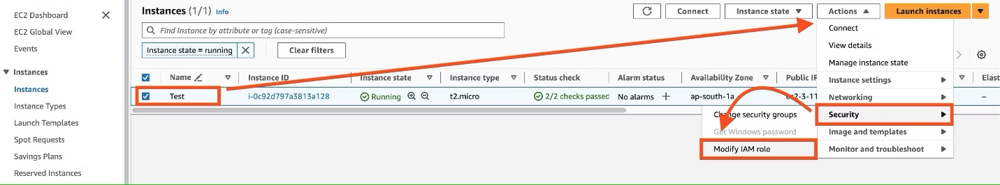 EC2 Dashboard
EC2 Global View
Events
Instances
Instances
Instance Types
Launch Templates
Spot Requests
Savings Plans
Reserved Instances
Instances (1/1) Info
Connect
Instance state
Actions
Launch instances
Find Instance by attribute or tag (case-sensitive)
Instance state = running
Clear filters
Name Instance ID Instance state Instance type Status check Alarm status Availability Zone Public IP Elast
Test i-0c92d797a3813a128 Running t2.micro 2/2 checks passed No alarms ap-south-1a –
Connect
View details
Manage instance state
Instance settings
Networking
Security
Image and templates
Monitor and troubleshoot
Change security groups
Get Windows password
Modify IAM role